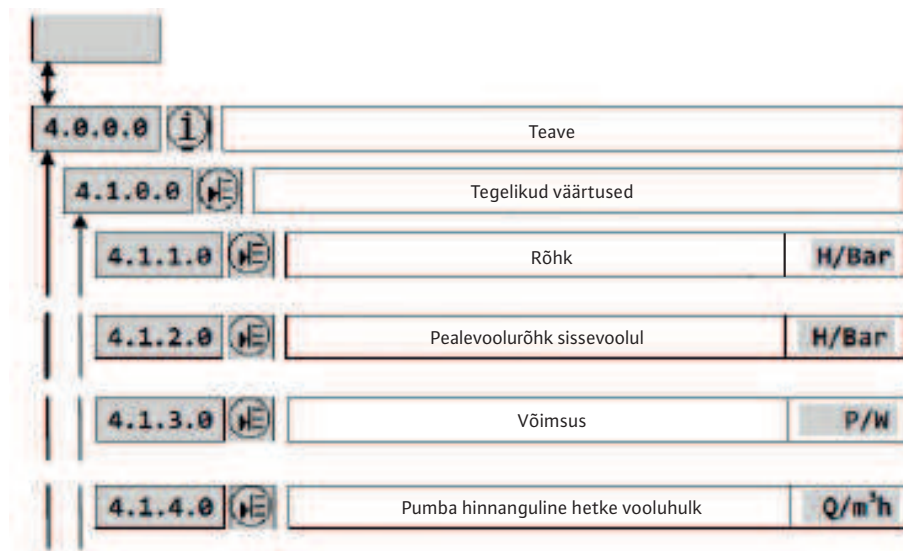 4.0.0.0 i Teave
4.1.0.0 Tegelikud väärtused
4.1.1.0 Rõhk H/Bar
4.1.2.0 Pealevoolurõhk sissevoolul H/Bar
4.1.3.0 Võimsus P/W
4.1.4.0 Pumba hinnanguline hetke vooluhulk Q/m³h